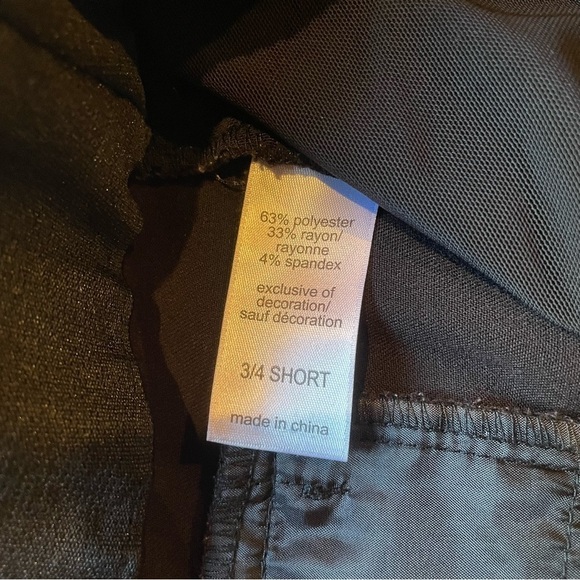 63% polyester
33% rayon/
rayonne
4% spandex
exclusive of
decoration/
sauf décoration
3/4 SHORT
made in china